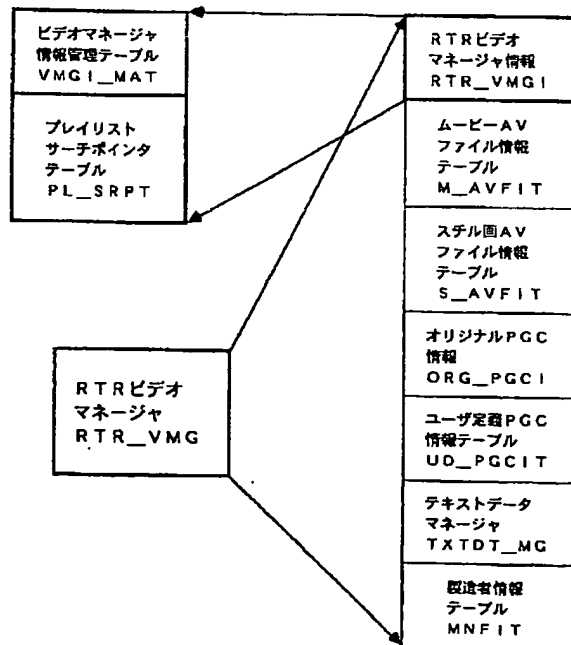 ビデオマネージャ
情報管理テーブル
VMGI_MAT
プレイリスト
サーチポインタ
テーブル
PL_SRPT
RTRビデオ
マネージャ
RTR_VMG
RTRビデオ
マネージャ情報
RTR_VMGI
ムービーAV
ファイル情報
テーブル
M_AVFIT
スチル画AV
ファイル情報
テーブル
S_AVFIT
オリジナルPGC
情報
ORG_PGCI
ユーザ定義PGC
情報テーブル
UD_PGCIT
テキストデータ
マネージャ
TXTDT_MG
製造者情報
テーブル
MNFIT